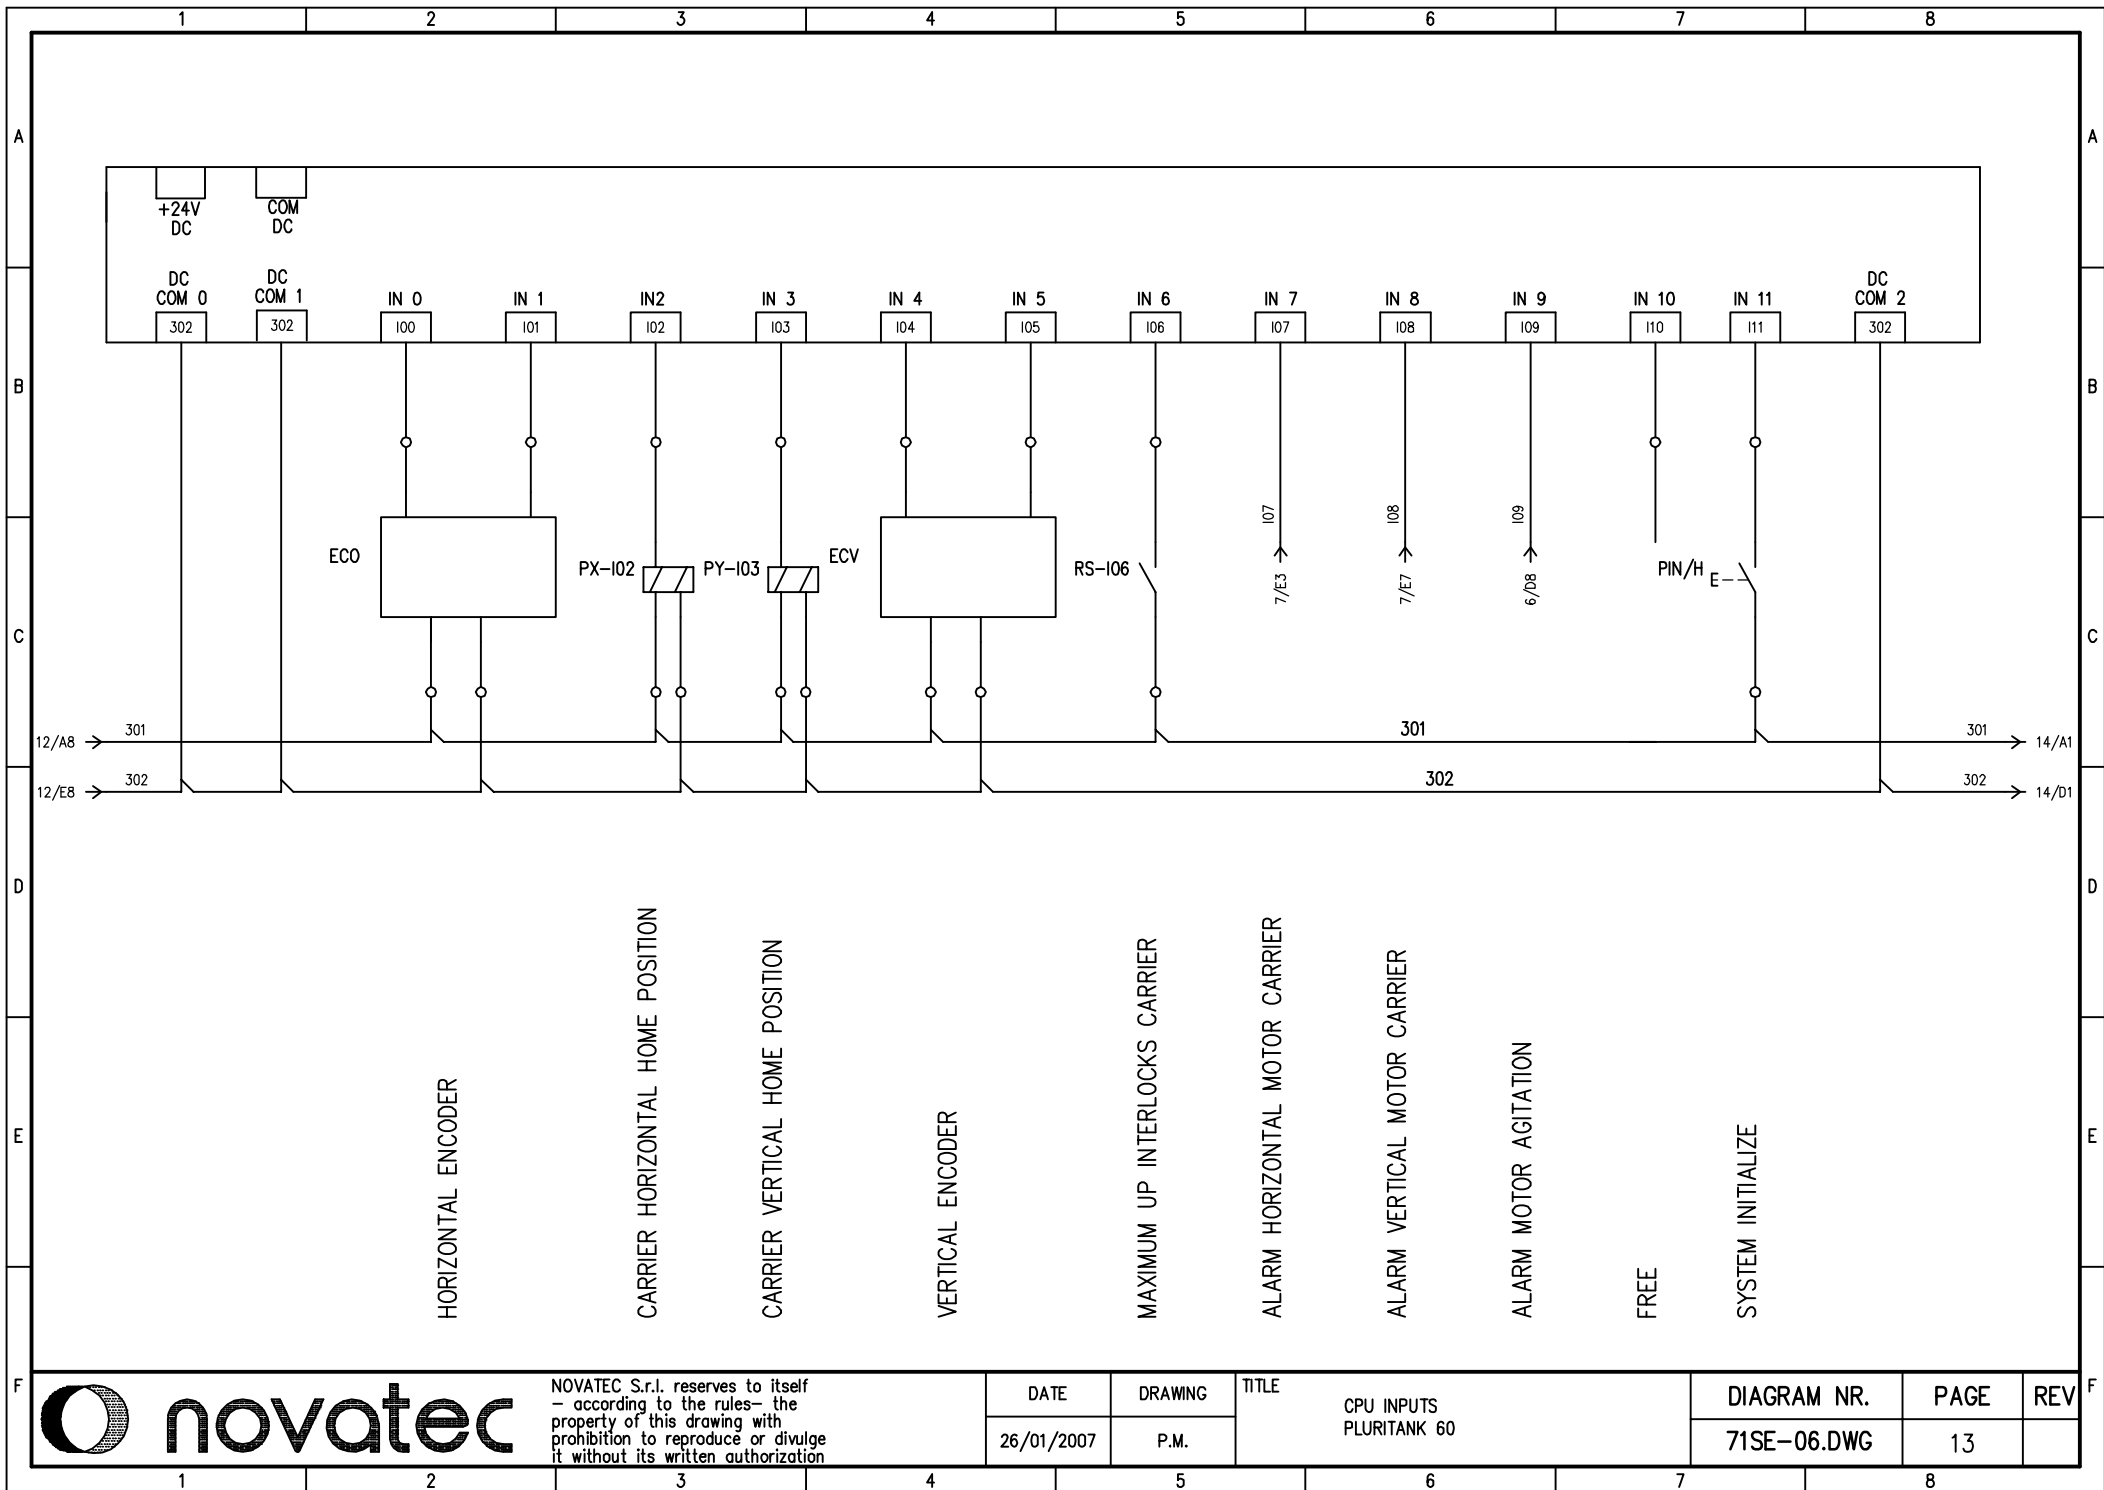 1 2 3 4 5 6 7 8
A A
+24V
DC
COM
DC
DC
COM 0
DC
COM 1
IN 0 IN 1 IN2 IN 3 IN 4 IN 5 IN 6 IN 7 IN 8 IN 9 IN 10 IN 11
DC
COM 2
302 302 I00 I01 I02 I03 I04 I05 I06 I07 I08 I09 I10 I11 302
B B
I07 I08 I09
ECO PX-I02 PY-I03 ECV RS-I06 PIN/H E--
7/E3 7/E7 6/D8
C C
12/A8 301 301 301 14/A1
12/E8 302 302 302 14/D1
D D
HORIZONTAL ENCODER
CARRIER HORIZONTAL HOME POSITION
CARRIER VERTICAL HOME POSITION
VERTICAL ENCODER
MAXIMUM UP INTERLOCKS CARRIER
ALARM HORIZONTAL MOTOR CARRIER
ALARM VERTICAL MOTOR CARRIER
ALARM MOTOR AGITATION
FREE
SYSTEM INITIALIZE
E E
F F
novatec
NOVATEC S.r.l. reserves to itself
- according to the rules- the
property of this drawing with
prohibition to reproduce or divulge
it without its written authorization
DATE DRAWING TITLE
26/01/2007 P.M.
CPU INPUTS
PLURITANK 60
DIAGRAM NR. PAGE REV
71SE-06.DWG 13
1 2 3 4 5 6 7 8